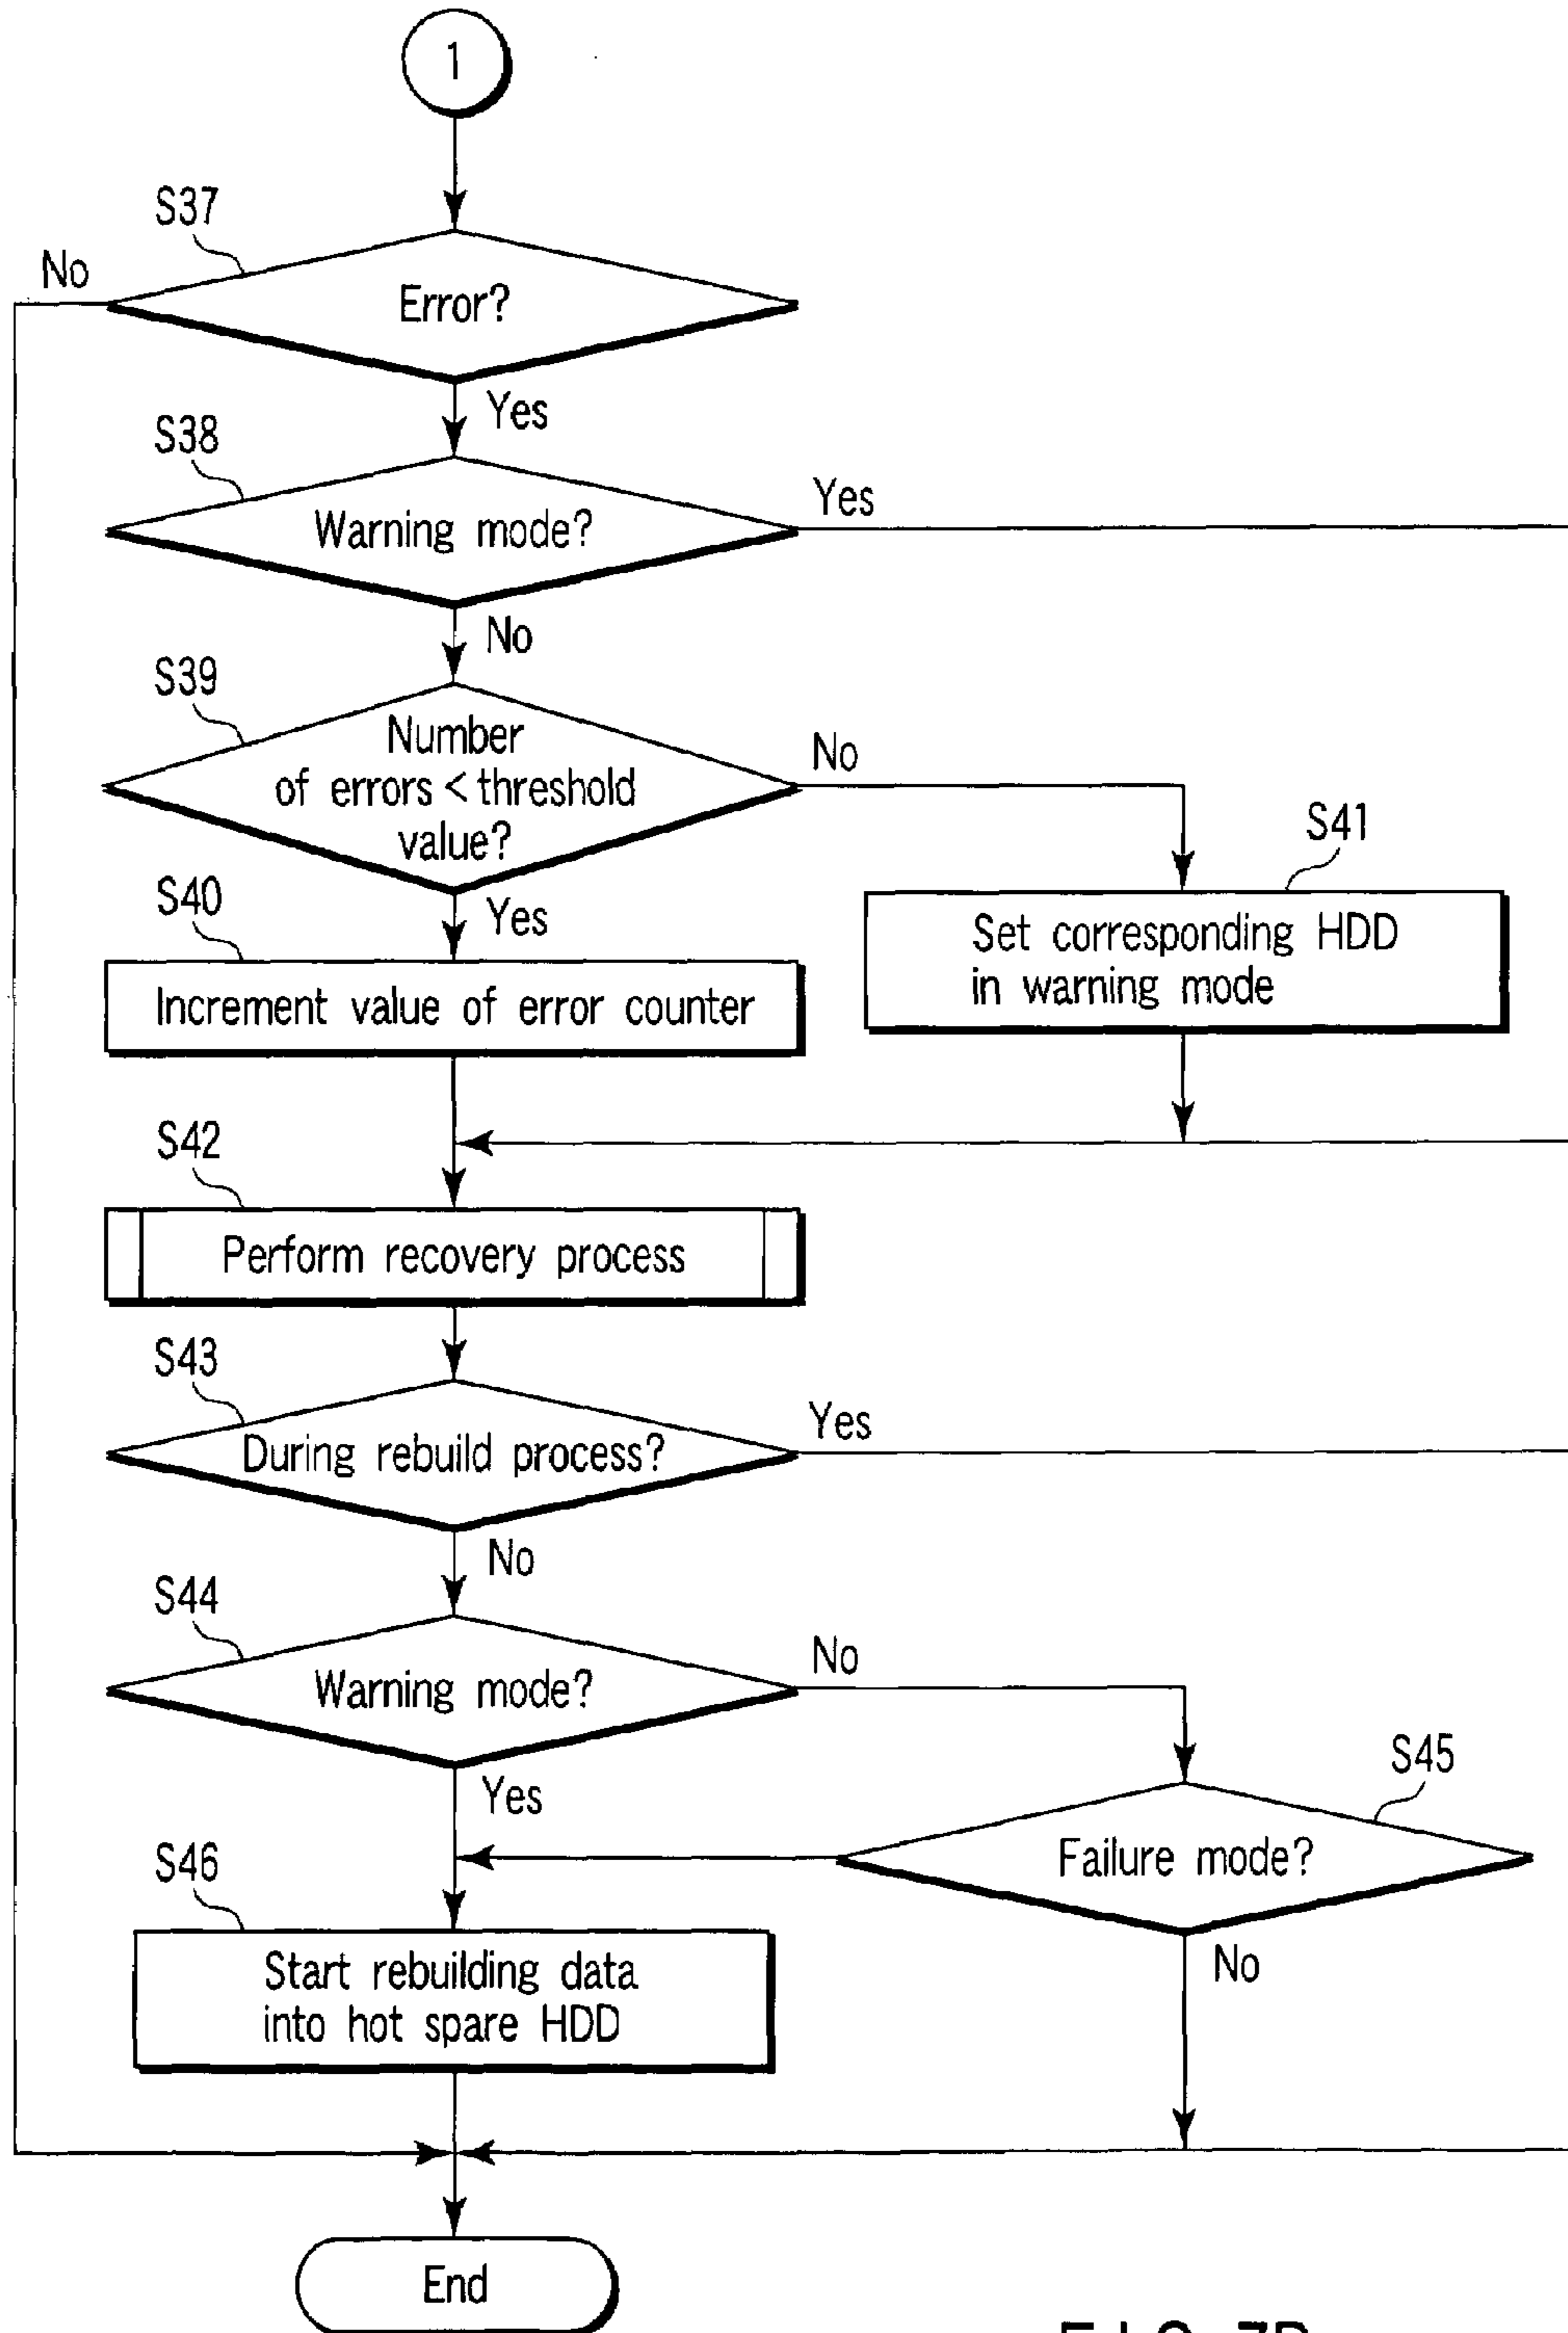 1
S37
No
Error?
Yes
S38
Yes
Warning mode?
No
S39
Number
of errors < threshold
value?
No
S41
S40
Yes
Set corresponding HDD
in warning mode
Increment value of error counter
S42
Perform recovery process
S43
Yes
During rebuild process?
No
S44
No
Warning mode?
S45
Yes
Failure mode?
S46
No
Start rebuilding data
into hot spare HDD
End